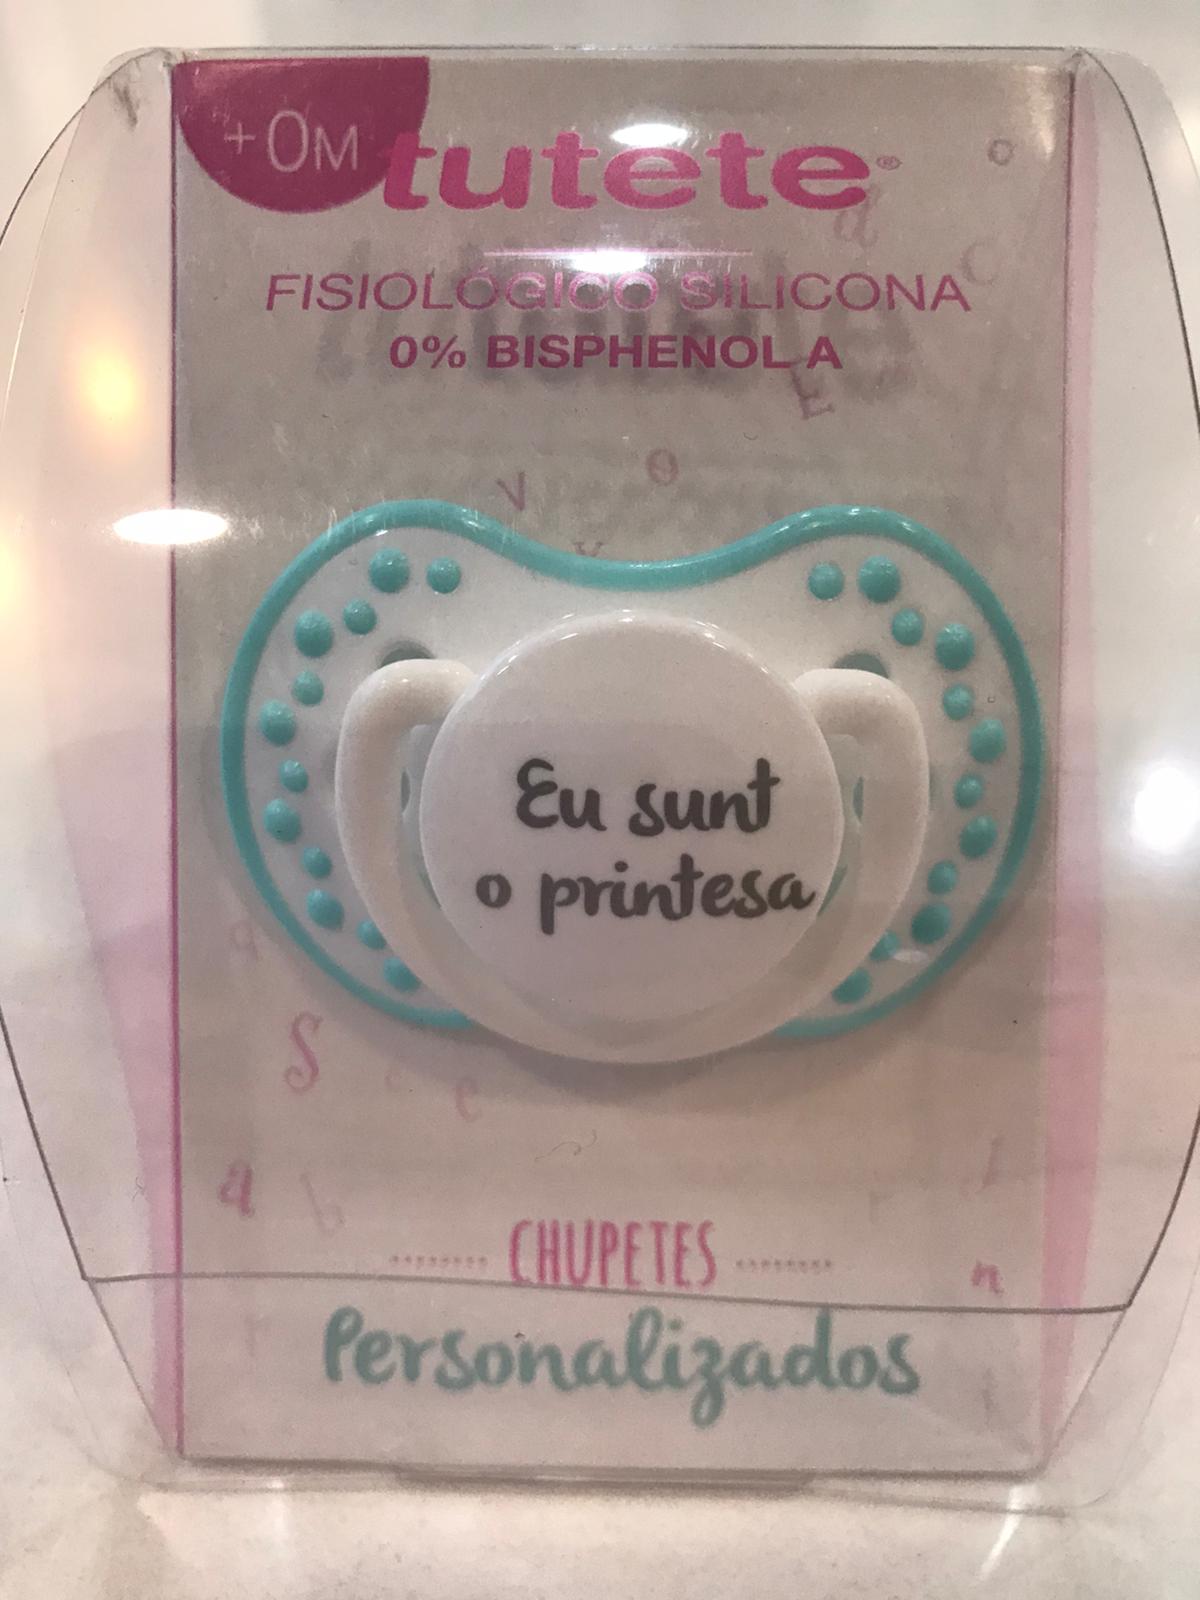 +0M
tutete®
FISIOLÓGICO SILICONA
0% BISPHENOL A
Eu sunt
o printesa
CHUPETES
Personalizados